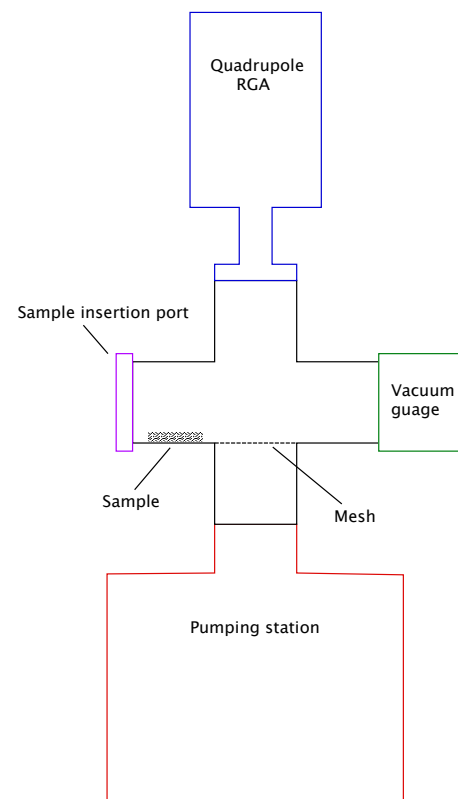 Quadrupole
RGA
Sample insertion port
Vacuum
guage
Sample
Mesh
Pumping station